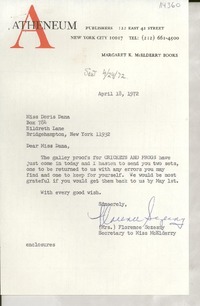 84360
ATHENEUM
PUBLISHERS 122 EAST 42 STREET
NEW YORK CITY 10017 TEL (212) 661-4500
MARGARET K. McELDERRY BOOKS
April 18, 1972
Miss Doris Dana
Box 784
Hildreth Lane
Bridgehampton, New York 11932
Dear Miss Dana,
The galley proofs for CRICKETS AND FROGS have
just come in today and I hasten to send you two sets,
one to be returned to us with any errors you may
find and one to keep for yourself. We would be most
grateful if you would get them back to us by May 1st.
With every good wish.
Sincerely,
(Mrs.) Florence
Secretary to Miss McElderry
enclosures